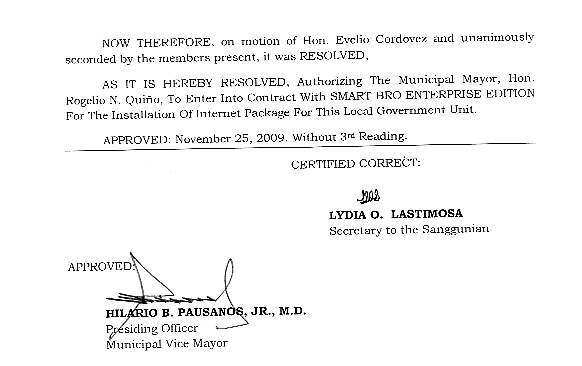 NOW THEREFORE, on motion of Hon. Evelio Cordovez and unanimously
seconded by the members present, it was RESOLVED,
AS IT IS HEREBY RESOLVED, Authorizing The Municipal Mayor, Hon.
Rogelio N. Quiño, To Enter Into Contract With SMART BRO ENTERPRISE EDITION
For The Installation Of Internet Package For This Local Government Unit.
APPROVED: November 25, 2009. Without 3rd Reading.
CERTIFIED CORRECT:
LYDIA O. LASTIMOSA
Secretary to the Sanggunian
APPROVED:
HILARIO B. PAUSANOS, JR., M.D.
Presiding Officer
Municipal Vice Mayor